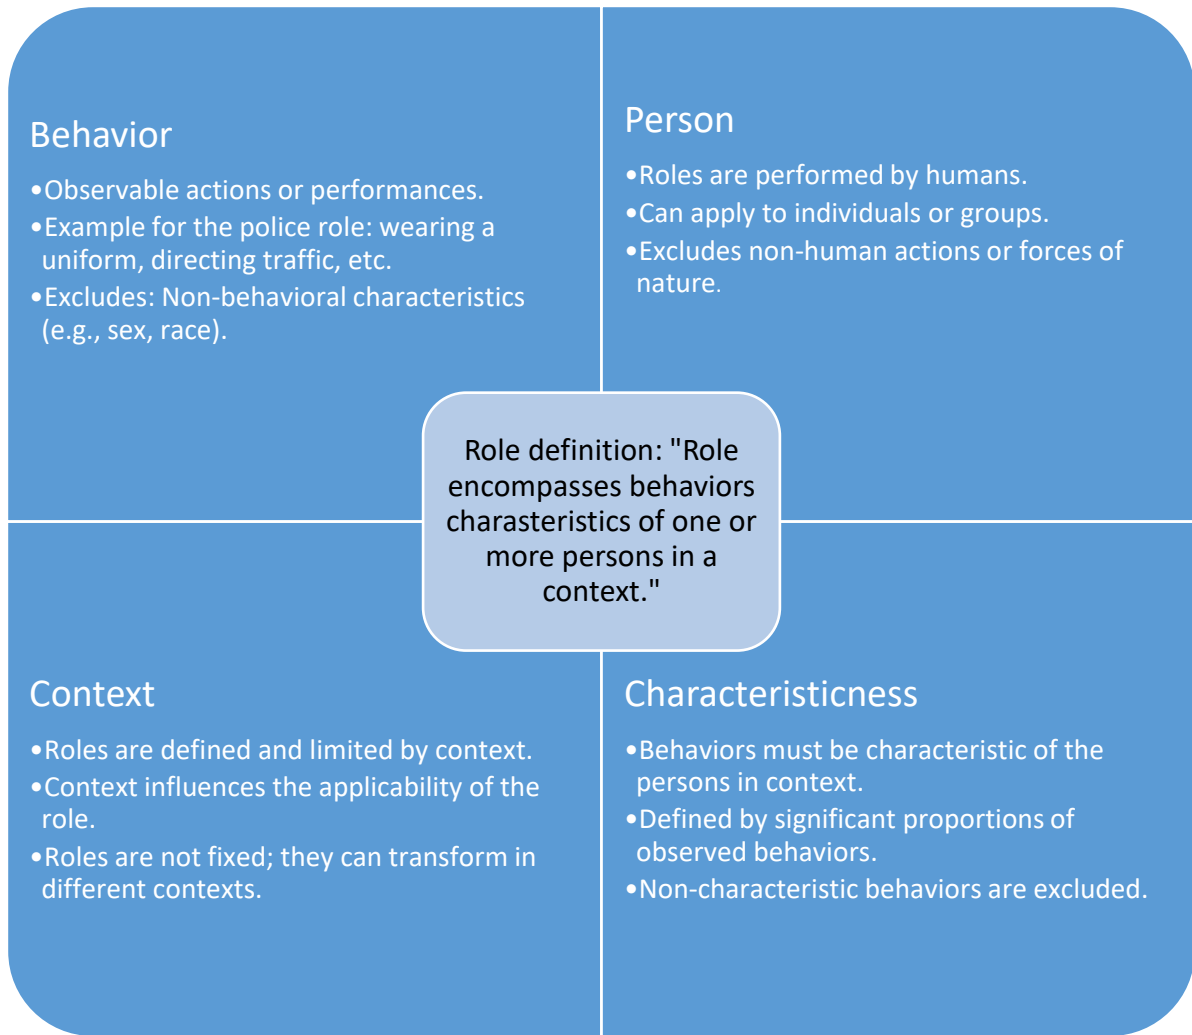 Behavior
•Observable actions or performances.
•Example for the police role: wearing a
uniform, directing traffic, etc.
•Excludes: Non-behavioral characteristics
(e.g., sex, race).
Person
•Roles are performed by humans.
•Can apply to individuals or groups.
•Excludes non-human actions or forces of
nature.
Role definition: "Role
encompasses behaviors
charasteristics of one or
more persons in a
context."
Context
•Roles are defined and limited by context.
•Context influences the applicability of the
role.
•Roles are not fixed; they can transform in
different contexts.
Characteristicness
•Behaviors must be characteristic of the
persons in context.
•Defined by significant proportions of
observed behaviors.
•Non-characteristic behaviors are excluded.